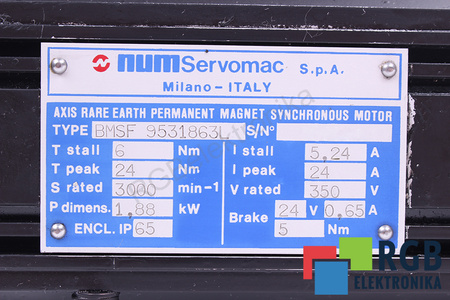 numServomac S.p.A.
Milano - ITALY
AXIS RARE EARTH PERMANENT MAGNET SYNCHRONOUS MOTOR
TYPE BMSF 9531863L S/N°
T stall 6 Nm I stall 5,24 A
T peak 24 Nm I peak 24 A
S rated 3000 min-1 V rated 350 V
P dimens. 1,88 kW Brake 24 V 0,65 A
ENCL. IP 65 5 Nm
RGB
ELEKTRONIKA